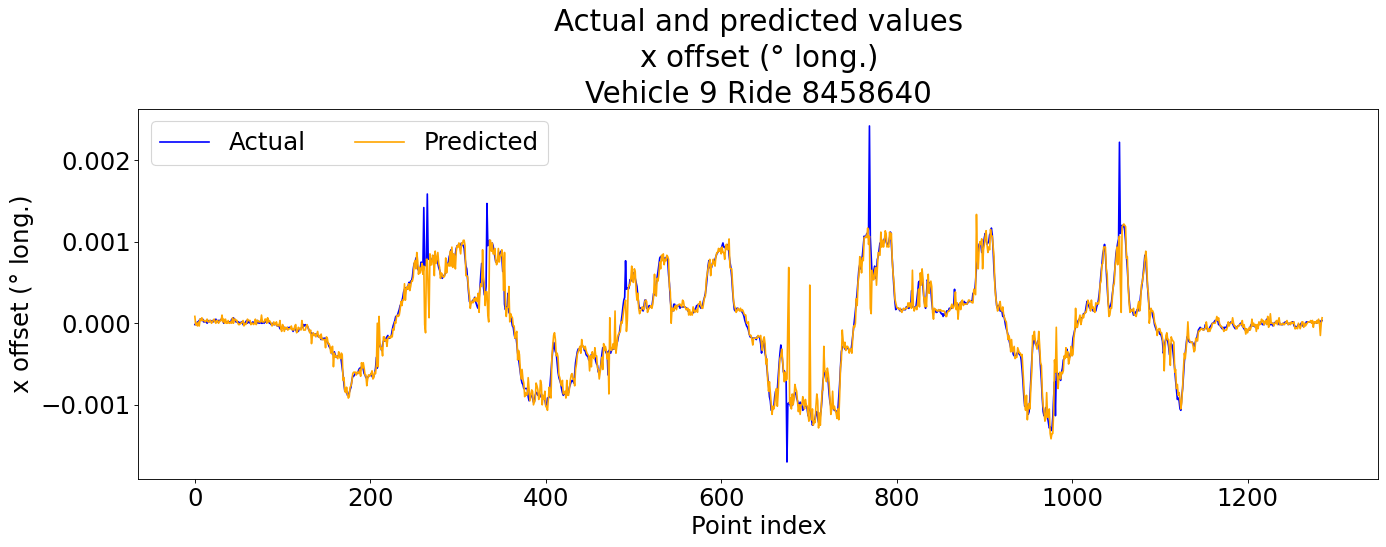 Actual and predicted values
x offset (° long.)
Vehicle 9 Ride 8458640
Actual
Predicted
0.002
0.001
0.000
−0.001
x offset (° long.)
0
200
400
600
800
1000
1200
Point index